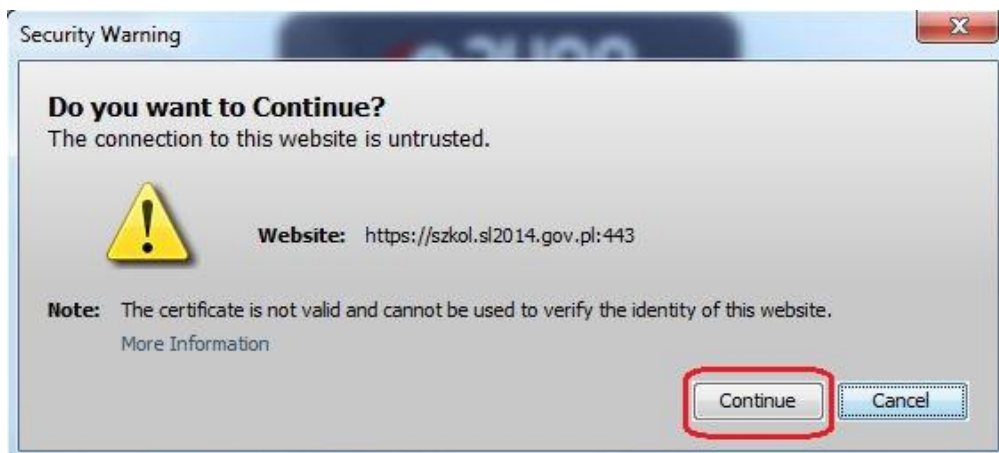 Security Warning
Do you want to Continue?
The connection to this website is untrusted.
Website: https://szkol.sl2014.gov.pl:443
Note: The certificate is not valid and cannot be used to verify the identity of this website.
More Information
Continue Cancel